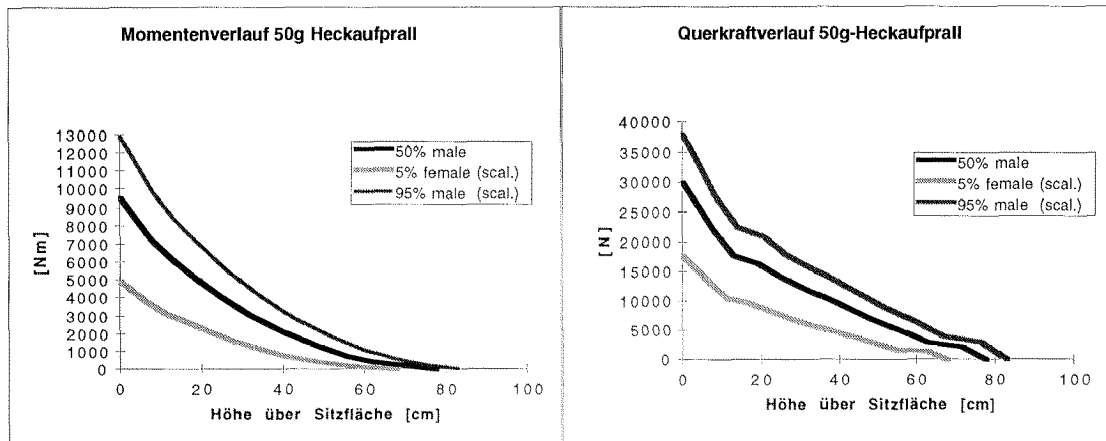 Momentenverlauf 50g Heckaufprall
[Nm]
13000
12000
11000
10000
9000
8000
7000
6000
5000
4000
3000
2000
1000
0
0 20 40 60 80 100
Höhe über Sitzfläche [cm]
50% male
5% female (scal.)
95% male (scal.)
Querkraftverlauf 50g-Heckaufprall
[N]
40000
35000
30000
25000
20000
15000
10000
5000
0
0 20 40 60 80 100
Höhe über Sitzfläche [cm]
50% male
5% female (scal.)
95% male (scal.)